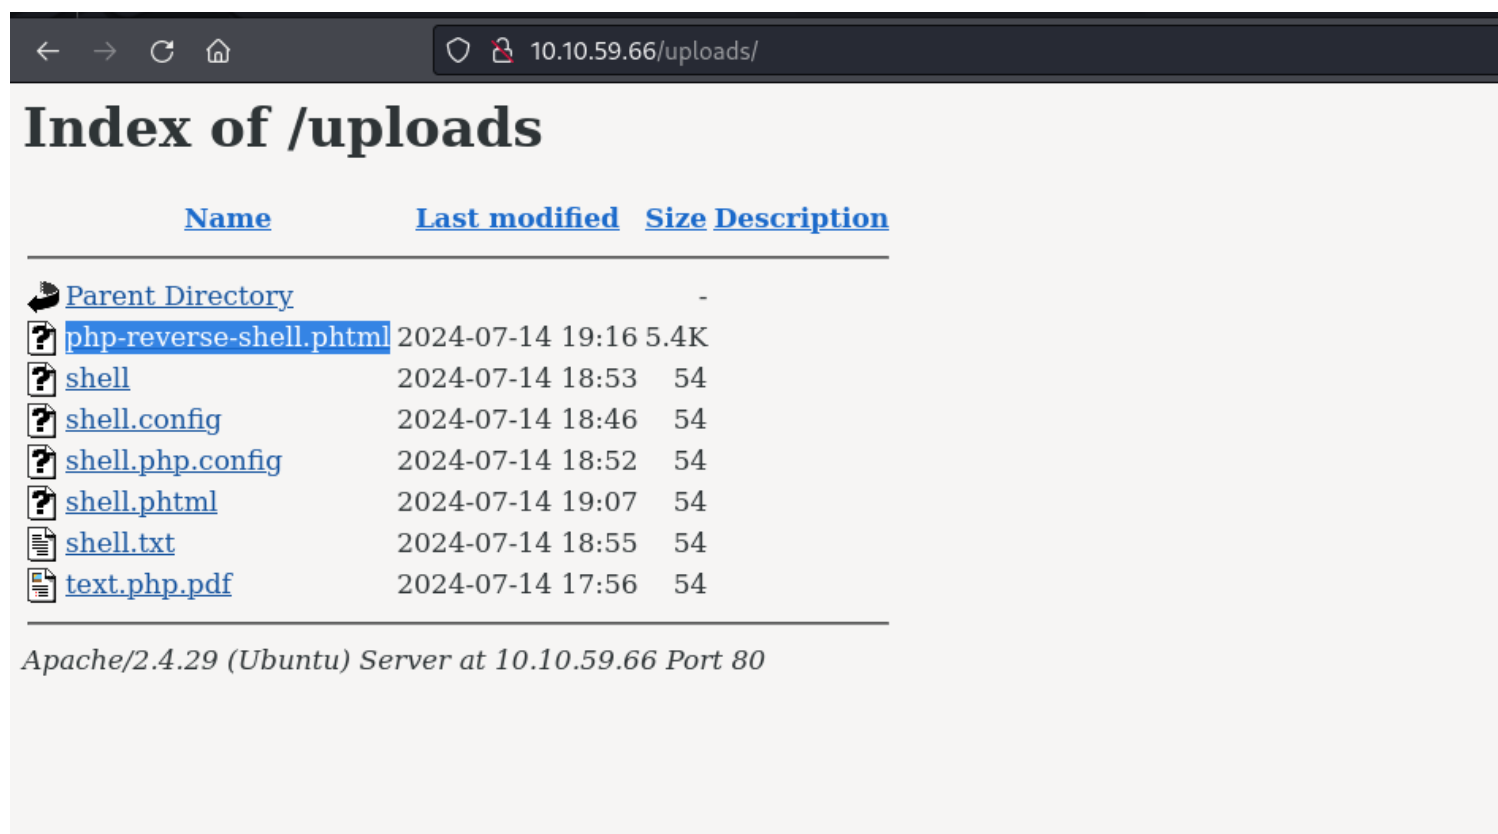 10.10.59.66/uploads/
Index of /uploads
Name Last modified Size Description
Parent Directory -
php-reverse-shell.phtml 2024-07-14 19:16 5.4K
shell 2024-07-14 18:53 54
shell.config 2024-07-14 18:46 54
shell.php.config 2024-07-14 18:52 54
shell.phtml 2024-07-14 19:07 54
shell.txt 2024-07-14 18:55 54
text.php.pdf 2024-07-14 17:56 54
Apache/2.4.29 (Ubuntu) Server at 10.10.59.66 Port 80